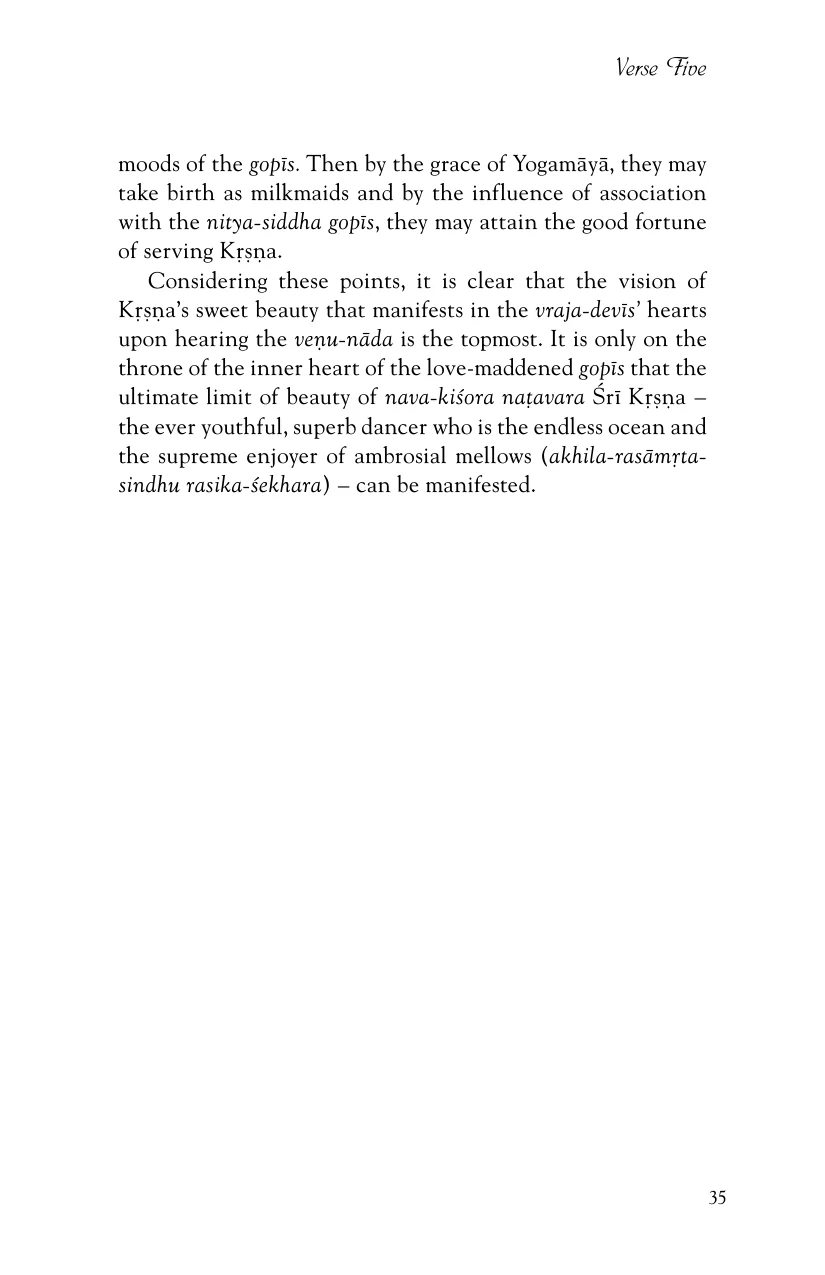 Verse Five
moods of the gopīs. Then by the grace of Yogamāyā, they may
take birth as milkmaids and by the influence of association
with the nitya-siddha gopīs, they may attain the good fortune
of serving Kṛṣṇa.
Considering these points, it is clear that the vision of
Kṛṣṇa’s sweet beauty that manifests in the vraja-devīs’ hearts
upon hearing the veṇu-nāda is the topmost. It is only on the
throne of the inner heart of the love-maddened gopīs that the
ultimate limit of beauty of nava-kiśora naṭavara Śrī Kṛṣṇa –
the ever youthful, superb dancer who is the endless ocean and
the supreme enjoyer of ambrosial mellows (akhila-rasāmṛta-
sindhu rasika-śekhara) – can be manifested.
35